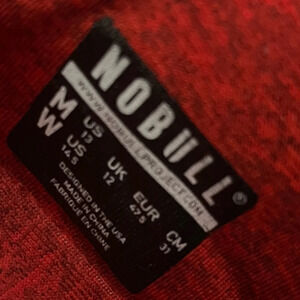 NOBULL
WWW.NOBULLPROJECT.COM
US UK EUR CM
M 13 12 47.5 31
W US
14.5
DESIGNED IN THE USA
MADE IN CHINA
FABRIQUE EN CHINE